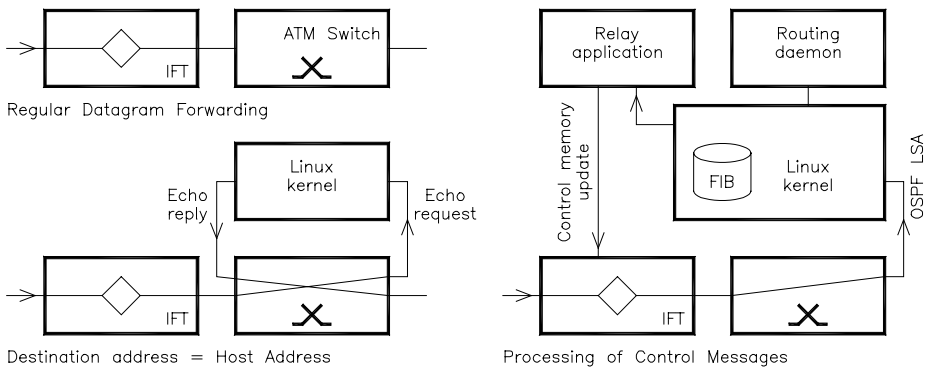 ATM Switch
IFT
Regular Datagram Forwarding
Linux
kernel
Echo
reply
Echo
request
IFT
Destination address = Host Address
Relay
application
Routing
daemon
Control memory
update
FIB
Linux
kernel
OSPF LSA
IFT
Processing of Control Messages